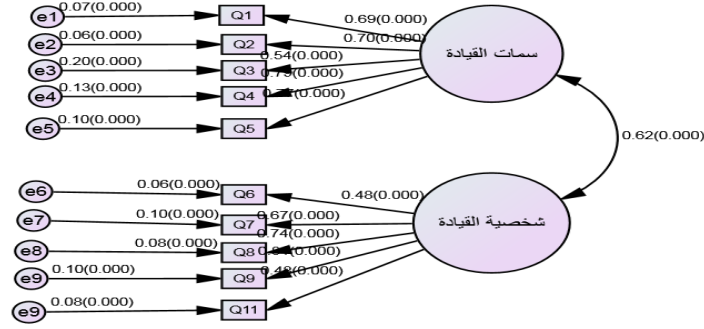 e1 0.07(0.000) Q1 0.69(0.000)
e2 0.06(0.000) Q2 0.70(0.000)
سمات القيادة
e3 0.20(0.000) Q3 0.54(0.000)
e4 0.13(0.000) Q4
e5 0.10(0.000) Q5
0.62(0.000)
e6 0.06(0.000) Q6 0.48(0.000)
e7 0.10(0.000) Q7 0.67(0.000)
شخصية القيادة
e8 0.08(0.000) Q8 0.74(0.000)
e9 0.10(0.000) Q9
0.48(0.000)
e9 0.08(0.000) Q11